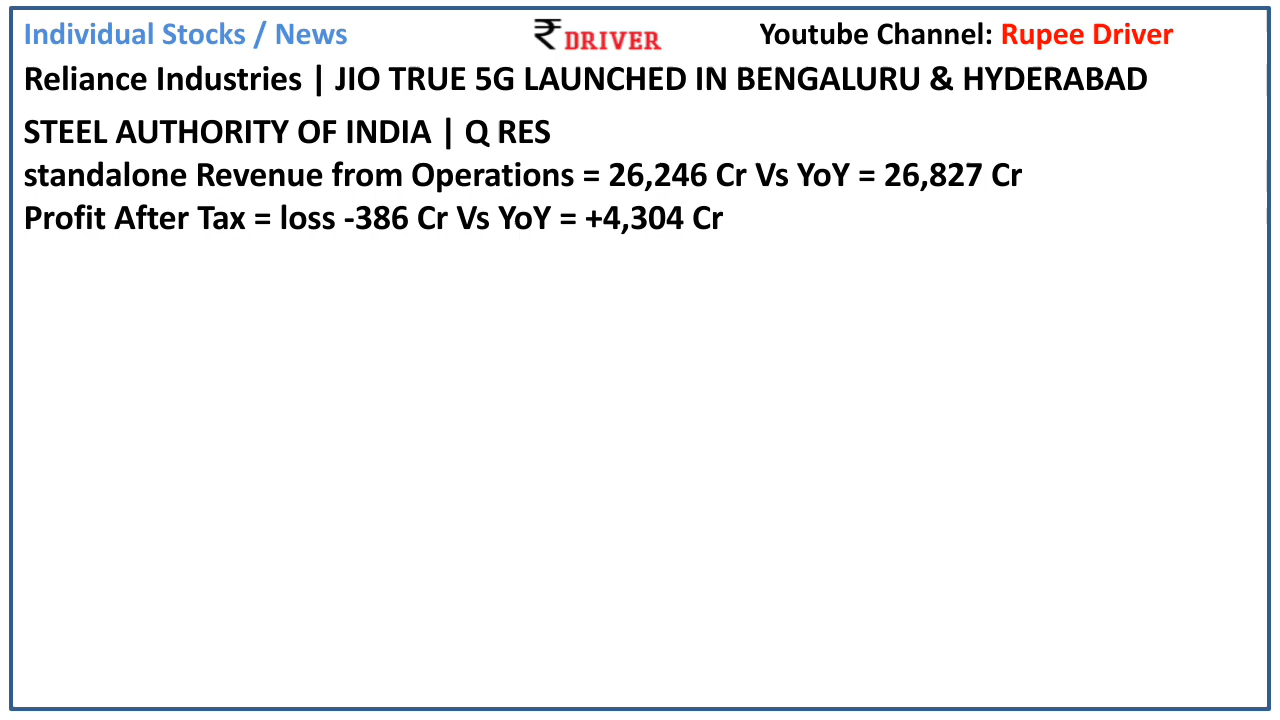 Individual Stocks / News ₹ DRIVER Youtube Channel: Rupee Driver
Reliance Industries | JIO TRUE 5G LAUNCHED IN BENGALURU & HYDERABAD
STEEL AUTHORITY OF INDIA | Q RES
standalone Revenue from Operations = 26,246 Cr Vs YoY = 26,827 Cr
Profit After Tax = loss -386 Cr Vs YoY = +4,304 Cr